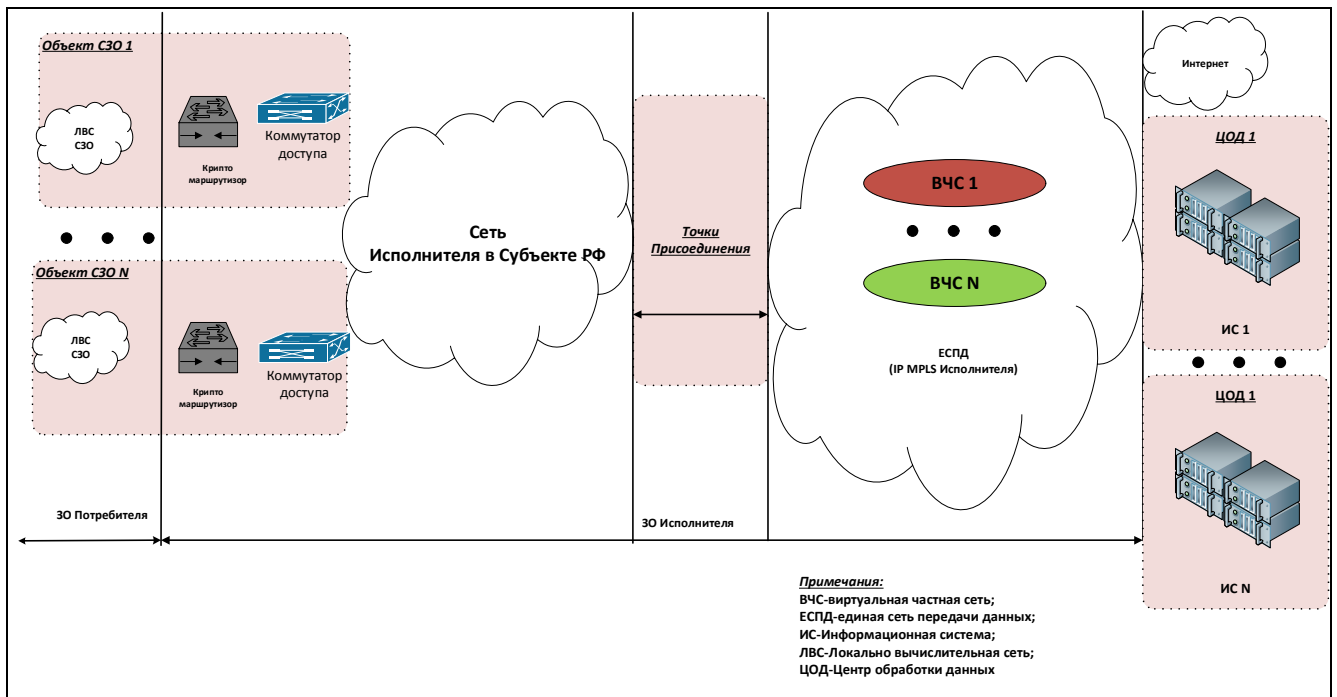 Объект СЗО 1
ЛВС
СЗО
Крипто
маршрутизор
Коммутатор
доступа
Объект СЗО N
ЛВС
СЗО
Крипто
маршрутизор
Коммутатор
доступа
Сеть
Исполнителя в Субъекте РФ
Точки
Присоединения
ВЧС 1
ВЧС N
ЕСПД
(IP MPLS Исполнителя)
Интернет
ЦОД 1
ИС 1
ЦОД 1
ИС N
ЗО Потребителя
ЗО Исполнителя
Примечания:
ВЧС-виртуальная частная сеть;
ЕСПД-единая сеть передачи данных;
ИС-Информационная система;
ЛВС-Локально вычислительная сеть;
ЦОД-Центр обработки данных